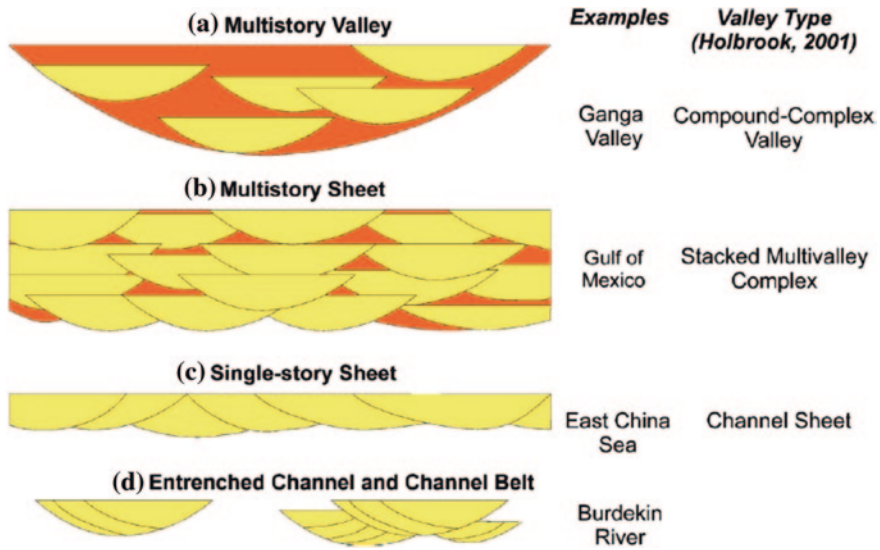 (a) Multistory Valley
Examples
Valley Type
(Holbrook, 2001)
Ganga
Valley
Compound-Complex
Valley
(b) Multistory Sheet
Gulf of
Mexico
Stacked Multivalley
Complex
(c) Single-story Sheet
East China
Sea
Channel Sheet
(d) Entrenched Channel and Channel Belt
Burdekin
River